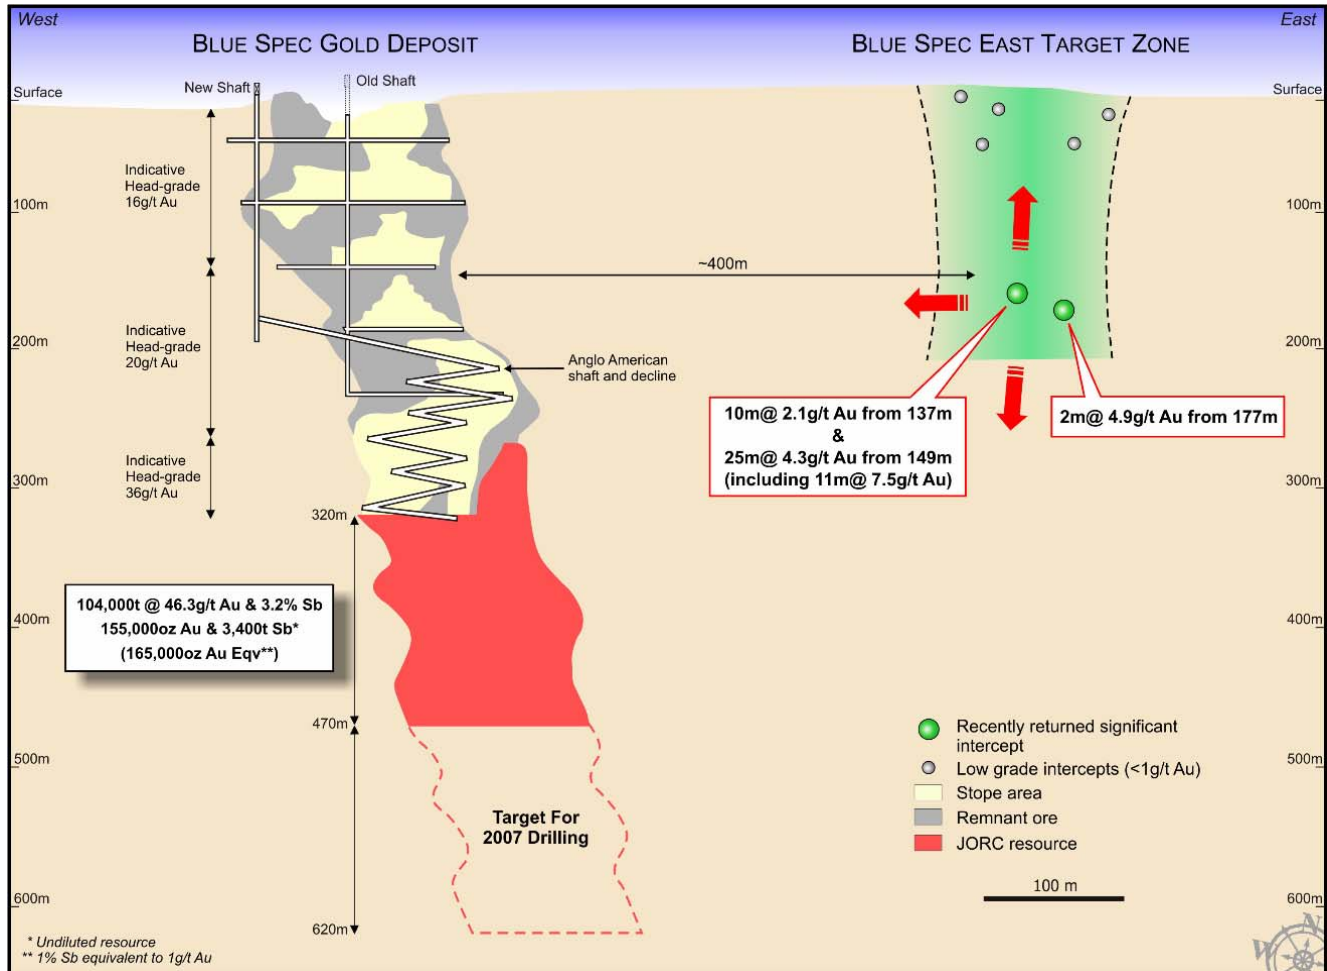 West
East
BLUE SPEC GOLD DEPOSIT
BLUE SPEC EAST TARGET ZONE
New Shaft
Old Shaft
Surface
Surface
Indicative
Head-grade
16g/t Au
100m
100m
~400m
Indicative
Head-grade
20g/t Au
200m
200m
Anglo American
shaft and decline
10m@ 2.1g/t Au from 137m
&
25m@ 4.3g/t Au from 149m
(including 11m@ 7.5g/t Au)
2m@ 4.9g/t Au from 177m
Indicative
Head-grade
36g/t Au
300m
300m
320m
104,000t @ 46.3g/t Au & 3.2% Sb
155,000oz Au & 3,400t Sb*
(165,000oz Au Eqv**)
400m
400m
470m
500m
500m
Target For
2007 Drilling
Recently returned significant
intercept
Low grade intercepts (<1g/t Au)
Stope area
Remnant ore
JORC resource
100 m
600m
600m
620m
* Undiluted resource
** 1% Sb equivalent to 1g/t Au
N
W